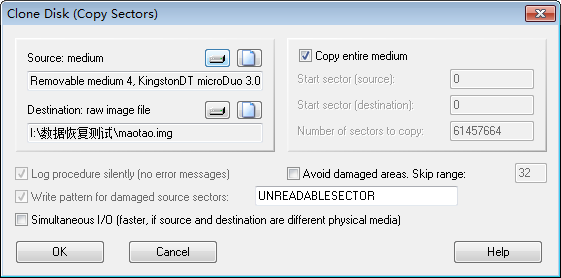 Clone Disk (Copy Sectors)
Source: medium
Removable medium 4, KingstonDT microDuo 3.0
Destination: raw image file
I:\数据恢复测试\maotao.img
Copy entire medium
Start sector (source): 0
Start sector (destination): 0
Number of sectors to copy: 61457664
Log procedure silently (no error messages)
Avoid damaged areas. Skip range: 32
Write pattern for damaged source sectors: UNREADABLESECTOR
Simultaneous I/O (faster, if source and destination are different physical media)
OK Cancel Help